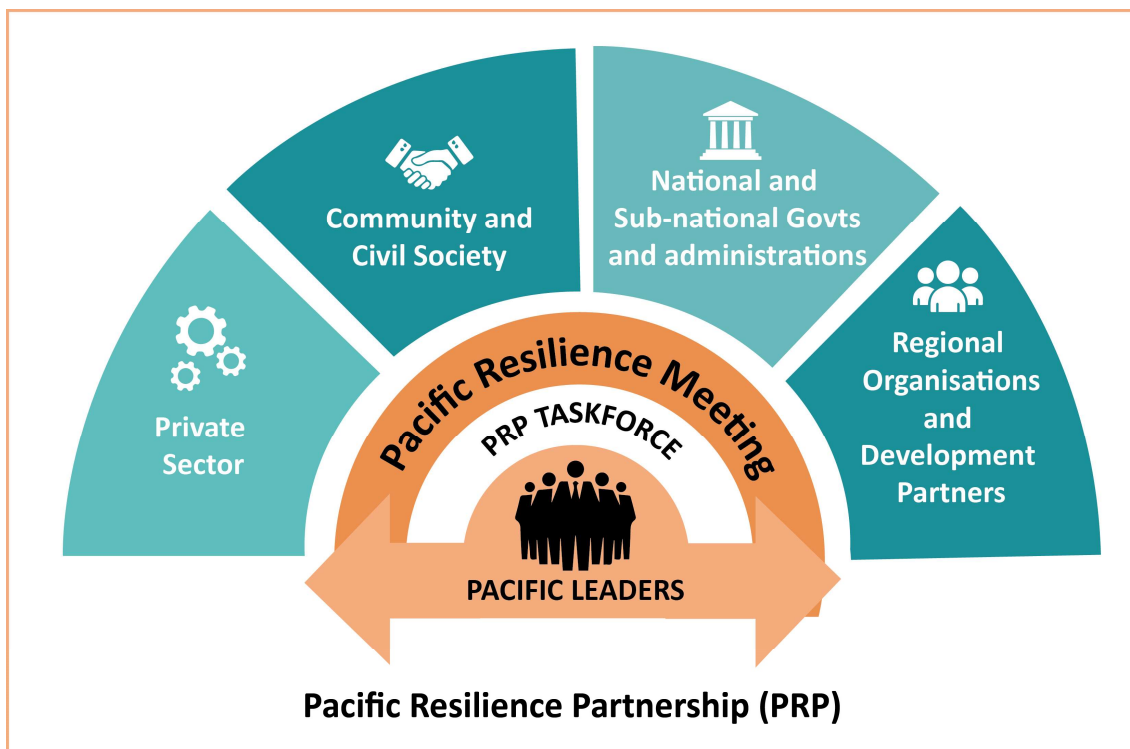 Private
Sector
Community and
Civil Society
National and
Sub-national Govts
and administrations
Regional
Organisations
and
Development
Partners
Pacific Resilience Meeting
PRP TASKFORCE
PACIFIC LEADERS
Pacific Resilience Partnership (PRP)